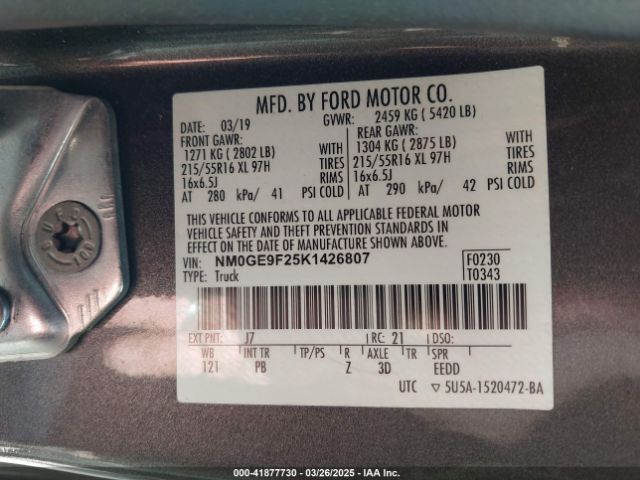 MFD. BY FORD MOTOR CO.
DATE: 03/19 GVWR: 2459 KG ( 5420 LB)
FRONT GAWR: REAR GAWR:
1271 KG ( 2802 LB) WITH 1304 KG ( 2875 LB) WITH
215/55R16 XL 97H TIRES 215/55R16 XL 97H TIRES
16x6.5J RIMS 16x6.5J RIMS
AT 280 kPa/ 41 PSI COLD AT 290 kPa/ 42 PSI COLD
THIS VEHICLE CONFORMS TO ALL APPLICABLE FEDERAL MOTOR
VEHICLE SAFETY AND THEFT PREVENTION STANDARDS IN
EFFECT ON THE DATE OF MANUFACTURE SHOWN ABOVE.
VIN: NM0GE9F25K1426807 F0230
TYPE: Truck T0343
EXT PNT: J7 RC: 21 DSO:
WB INT TR TP/PS R AXLE TR SPR
121 PB Z 3D EEDD
UTC ▽ 5U5A-1520472-BA
000-41877730 - 03/26/2025 - IAA Inc.